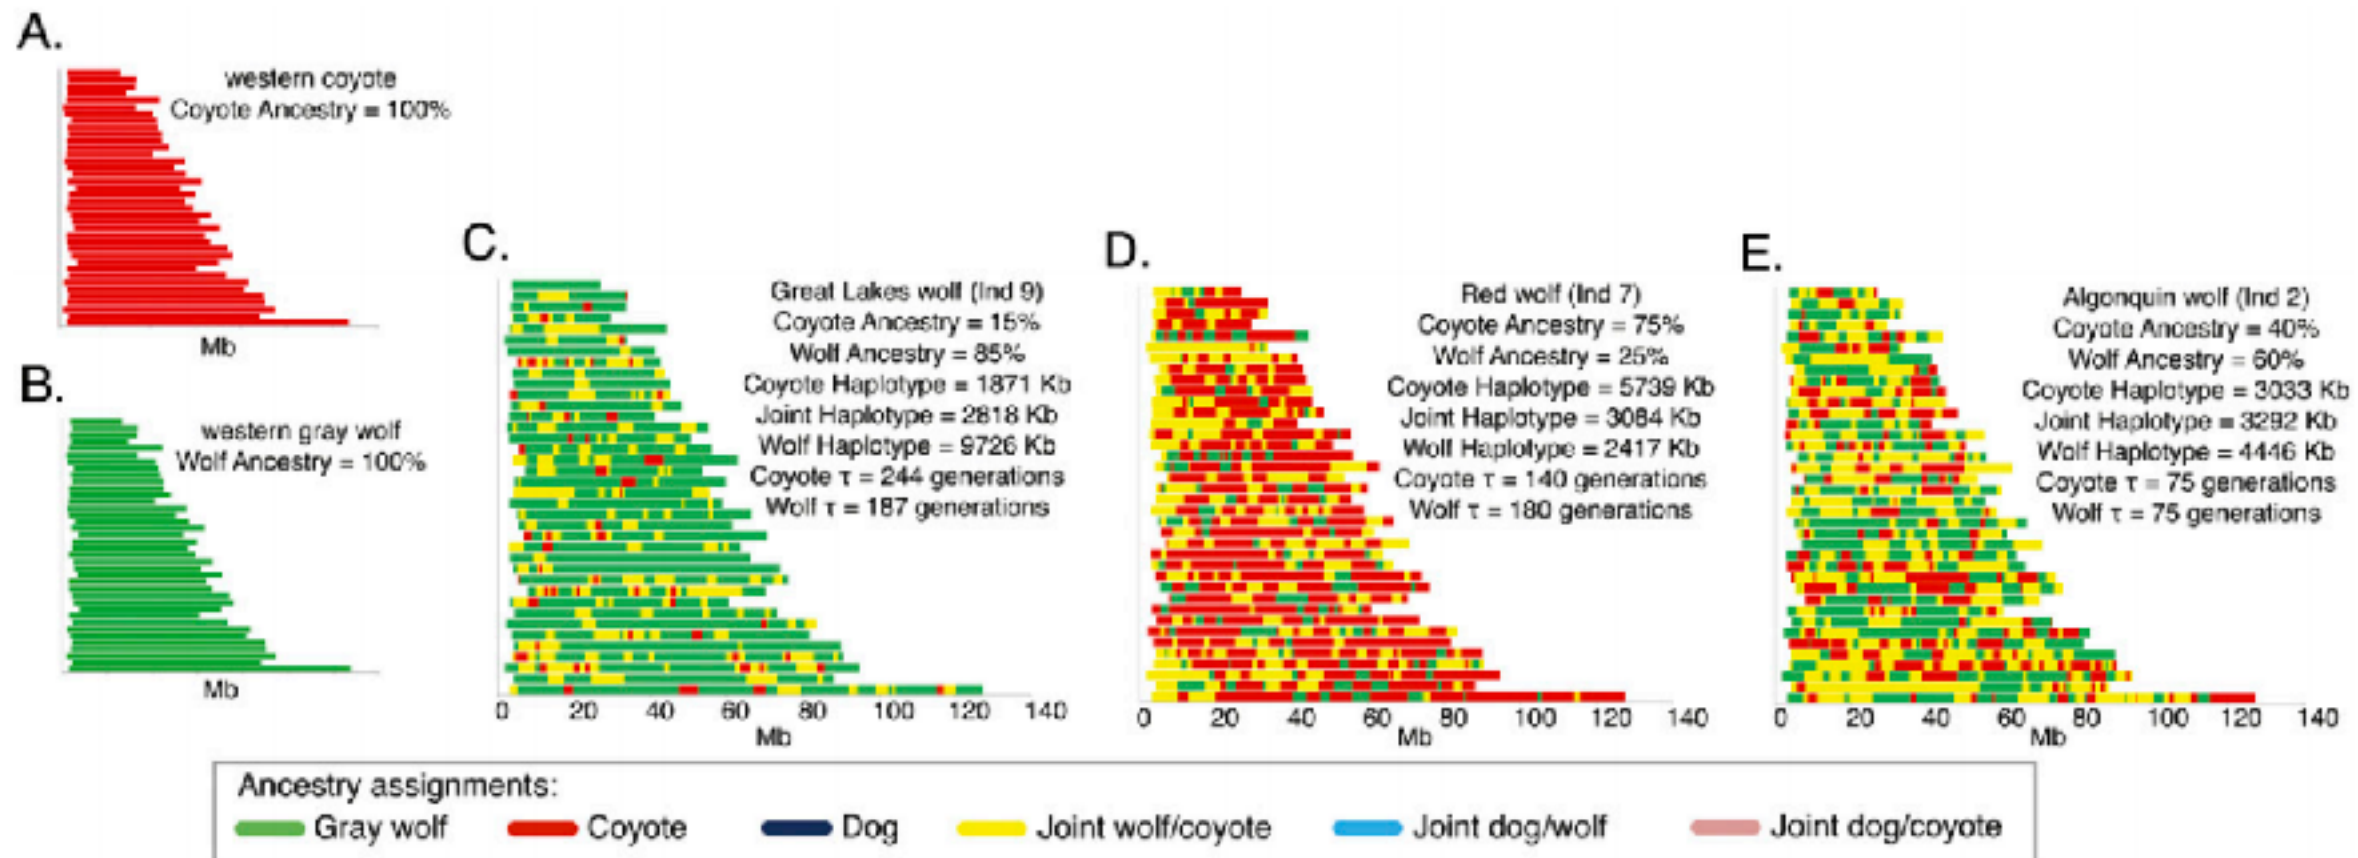 A.
western coyote
Coyote Ancestry = 100%
Mb
B.
western gray wolf
Wolf Ancestry = 100%
Mb
C.
Great Lakes wolf (Ind 9)
Coyote Ancestry = 15%
Wolf Ancestry = 85%
Coyote Haplotype = 1871 Kb
Joint Haplotype = 2818 Kb
Wolf Haplotype = 9726 Kb
Coyote τ = 244 generations
Wolf τ = 187 generations
0 20 40 60 80 100 120 140
Mb
D.
Red wolf (Ind 7)
Coyote Ancestry = 75%
Wolf Ancestry = 25%
Coyote Haplotype = 5739 Kb
Joint Haplotype = 3084 Kb
Wolf Haplotype = 2417 Kb
Coyote τ = 140 generations
Wolf τ = 180 generations
0 20 40 60 80 100 120 140
Mb
E.
Algonquin wolf (Ind 2)
Coyote Ancestry = 40%
Wolf Ancestry = 60%
Coyote Haplotype = 3033 Kb
Joint Haplotype = 3292 Kb
Wolf Haplotype = 4446 Kb
Coyote τ = 75 generations
Wolf τ = 75 generations
0 20 40 60 80 100 120 140
Mb
Ancestry assignments:
Gray wolf Coyote Dog Joint wolf/coyote Joint dog/wolf Joint dog/coyote